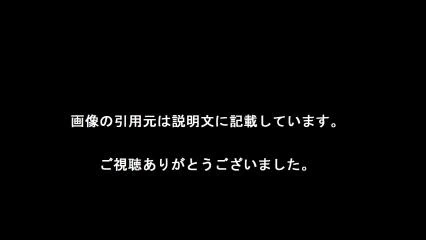 画像の引用元は説明文に記載しています。
ご視聴ありがとうございました。